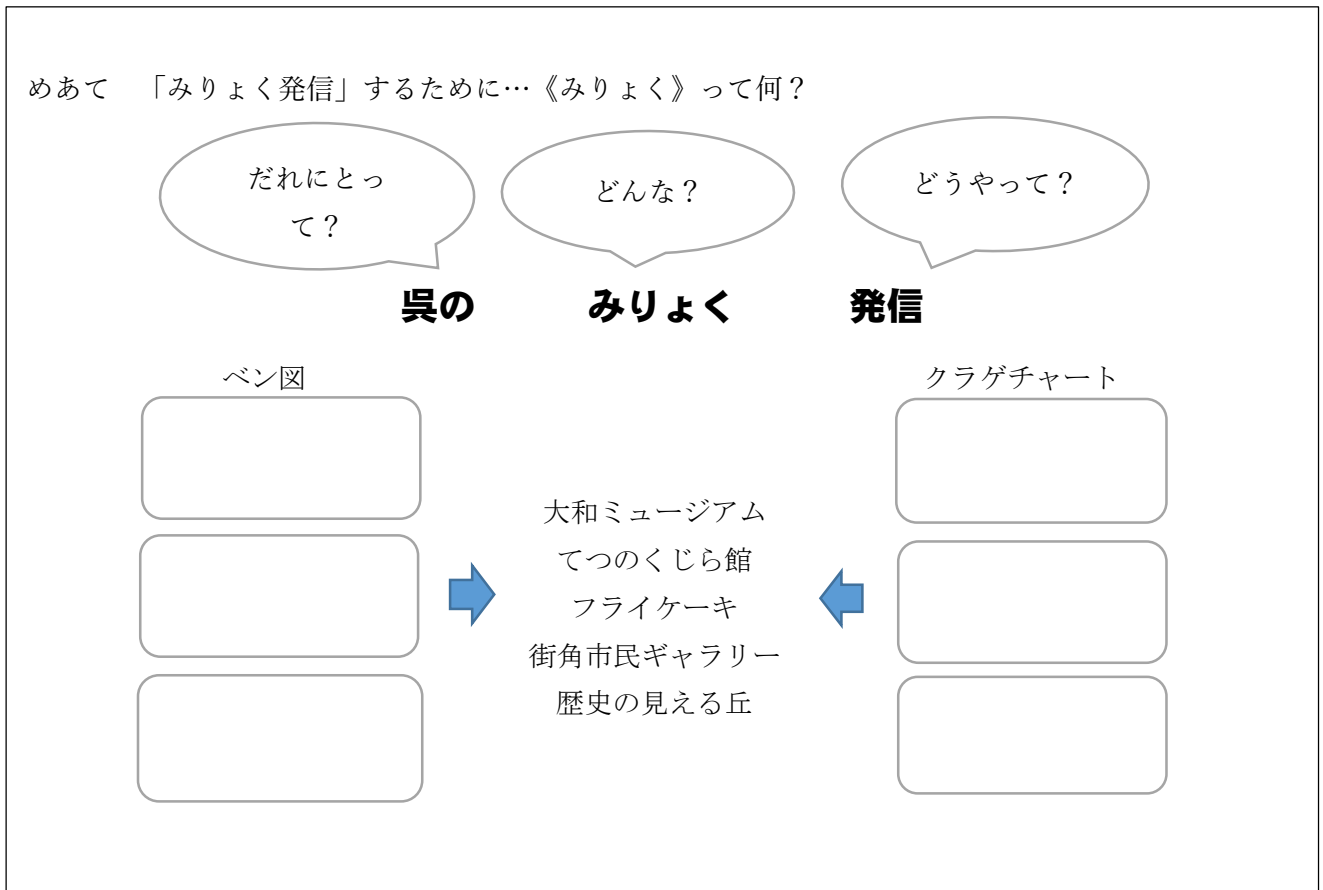 めあて　「みりょく発信」するために…《みりょく》って何？
だれにとっ
て？
どんな？
どうやって？
呉の　みりょく　発信
ベン図
クラゲチャート
大和ミュージアム
てつのくじら館
フライケーキ
街角市民ギャラリー
歴史の見える丘